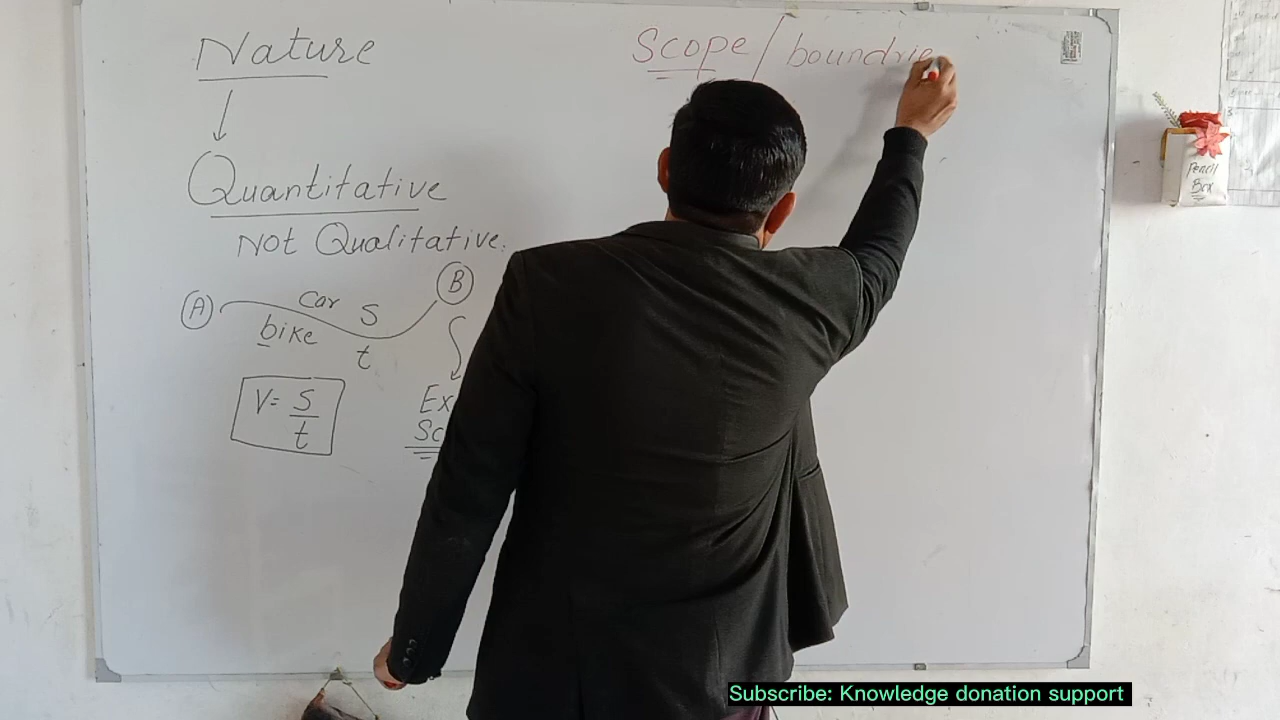 Nature
Quantitative
Not Qualitative.
A
car
s
B
bike
t
V= s
t
Ex
Sc
Scope / boundrie
Pencil
Box
Subscribe: Knowledge donation support